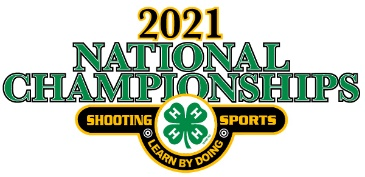 2021
NATIONAL
CHAMPIONSHIPS
SHOOTING SPORTS
H H
H H
LEARN BY DOING